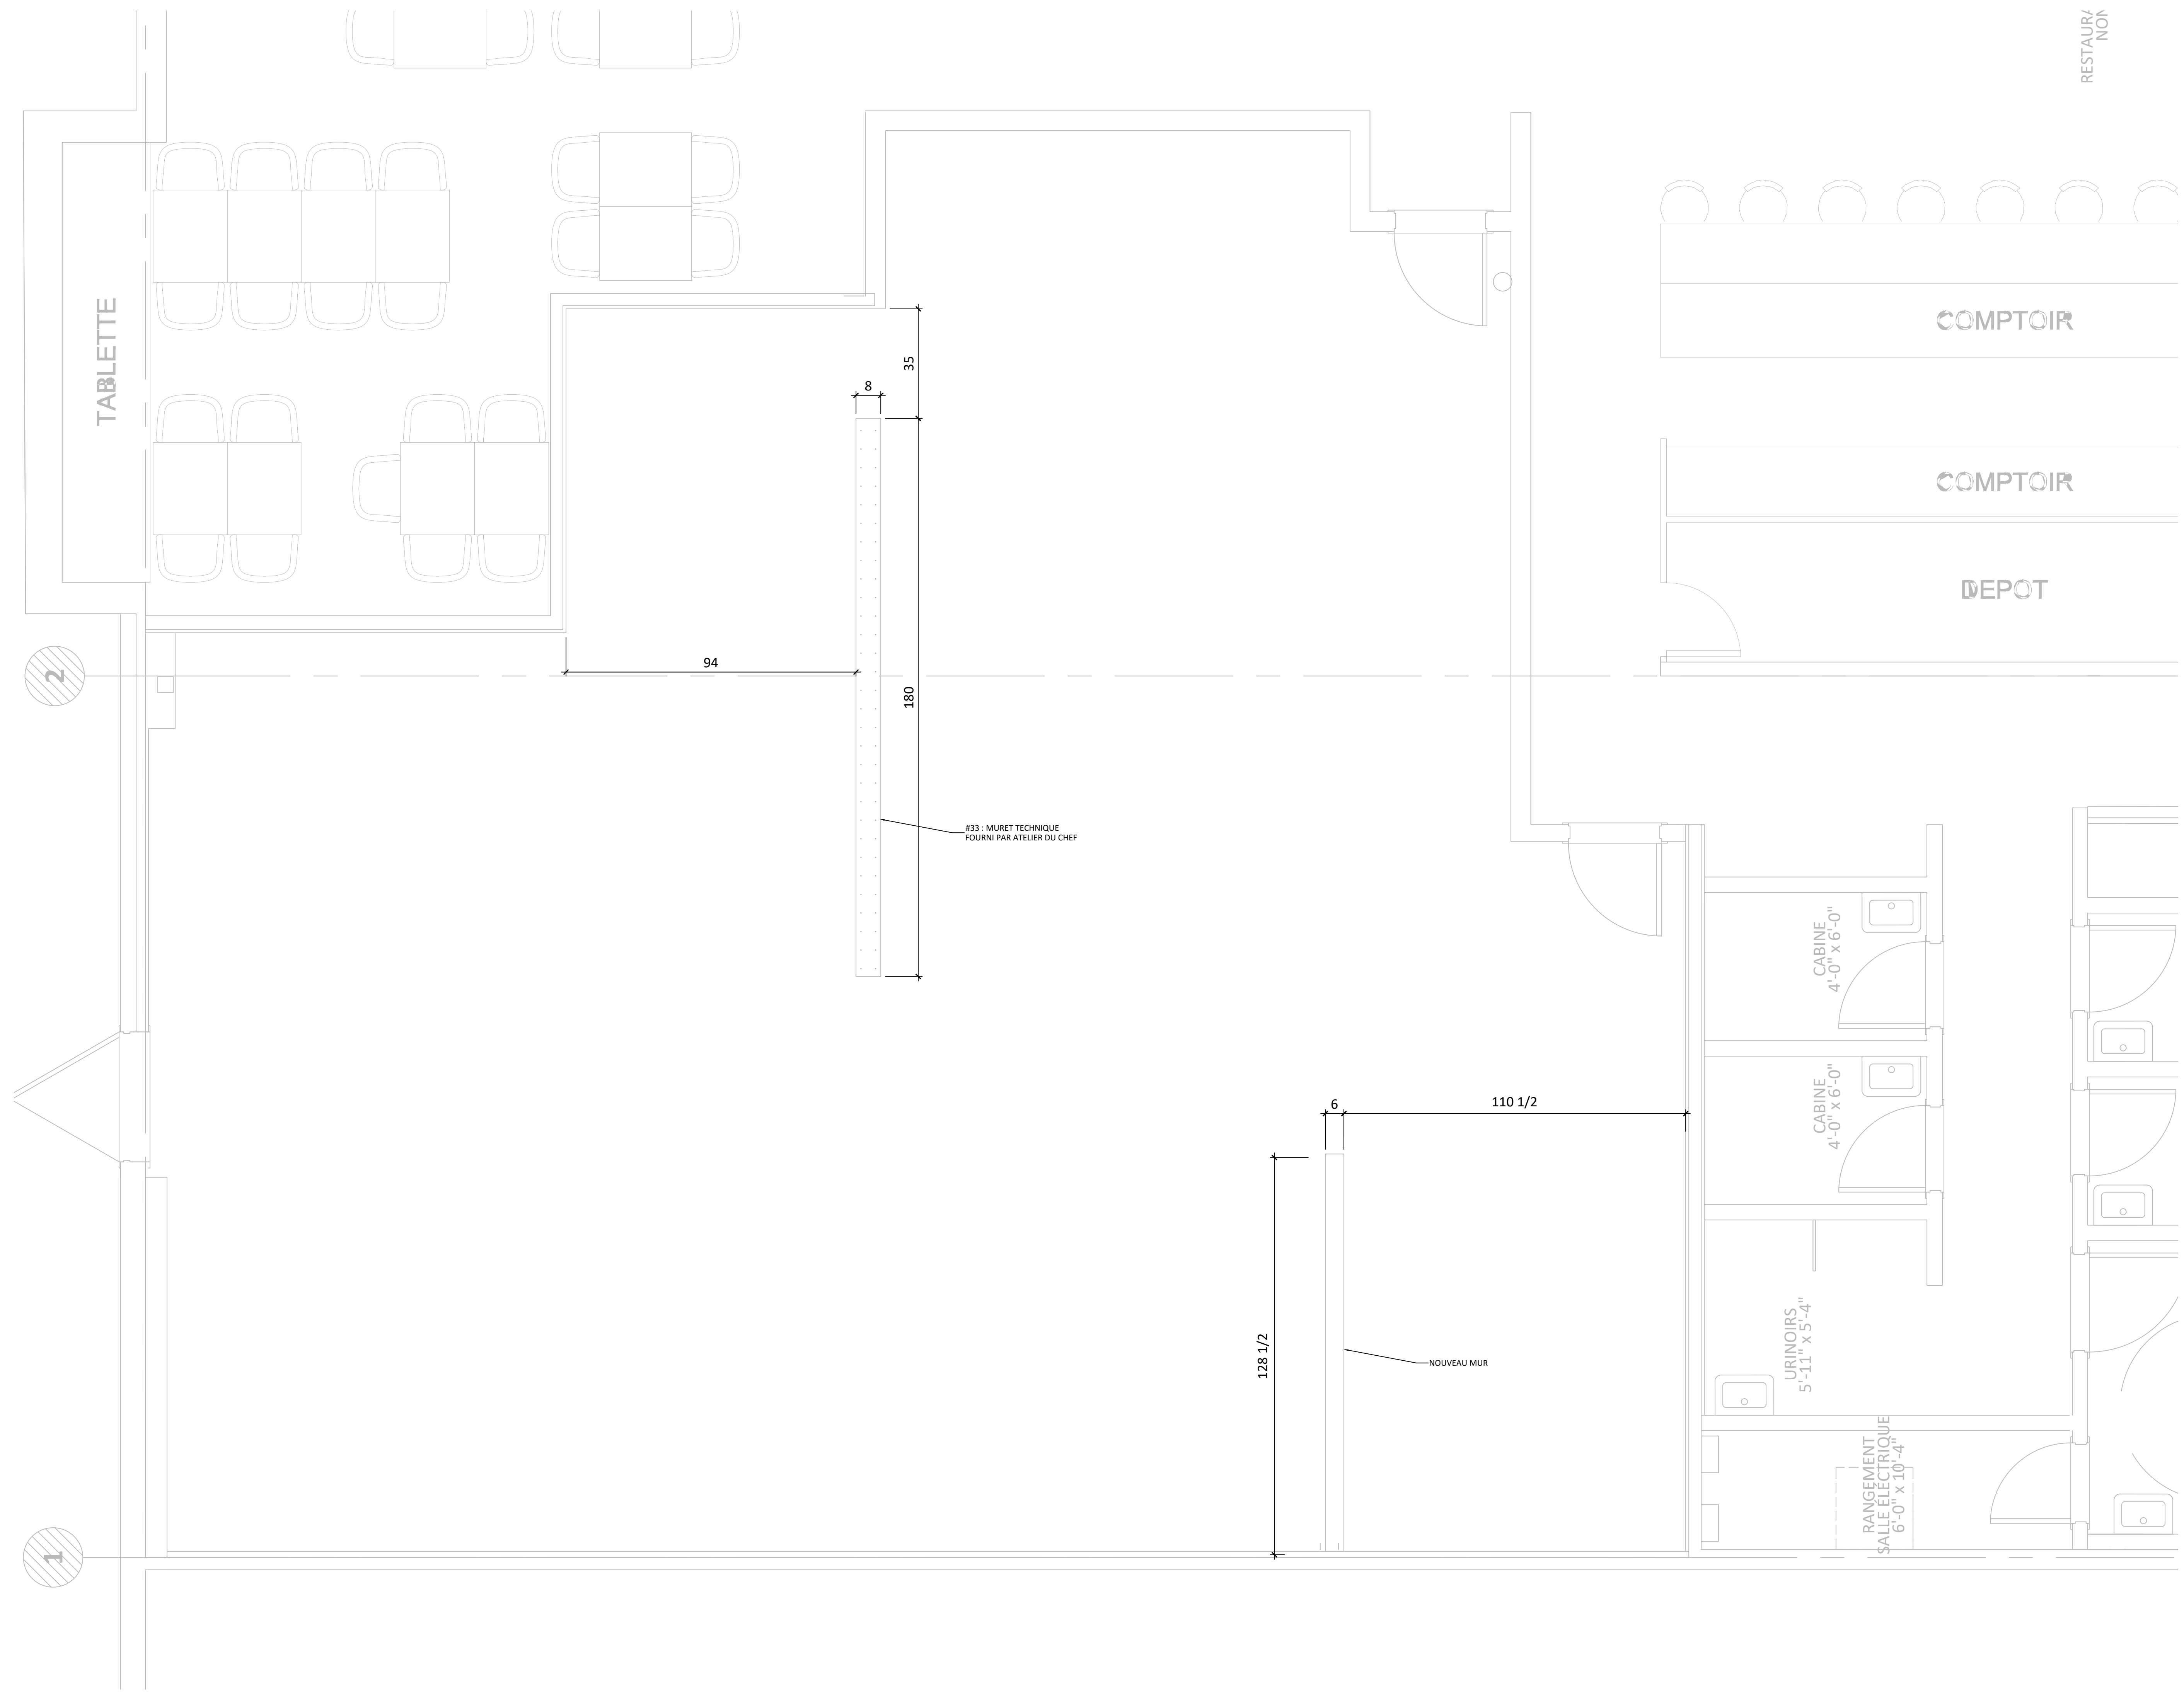 RESTAURA
NON
TABLETTE
COMPTOIR
35
8
COMPTOIR
DEPOT
94
2
180
#33 : MURET TECHNIQUE
FOURNI PAR ATELIER DU CHEF
CABINE
4'-0" x 6'-0"
CABINE
4'-0" x 6'-0"
6
110 1/2
128 1/2
NOUVEAU MUR
URINOIRS
5'-11" x 5'-4"
RANGEMENT
SALLE ÉLECTRIQUE
6'-0" x 10'-4"
1